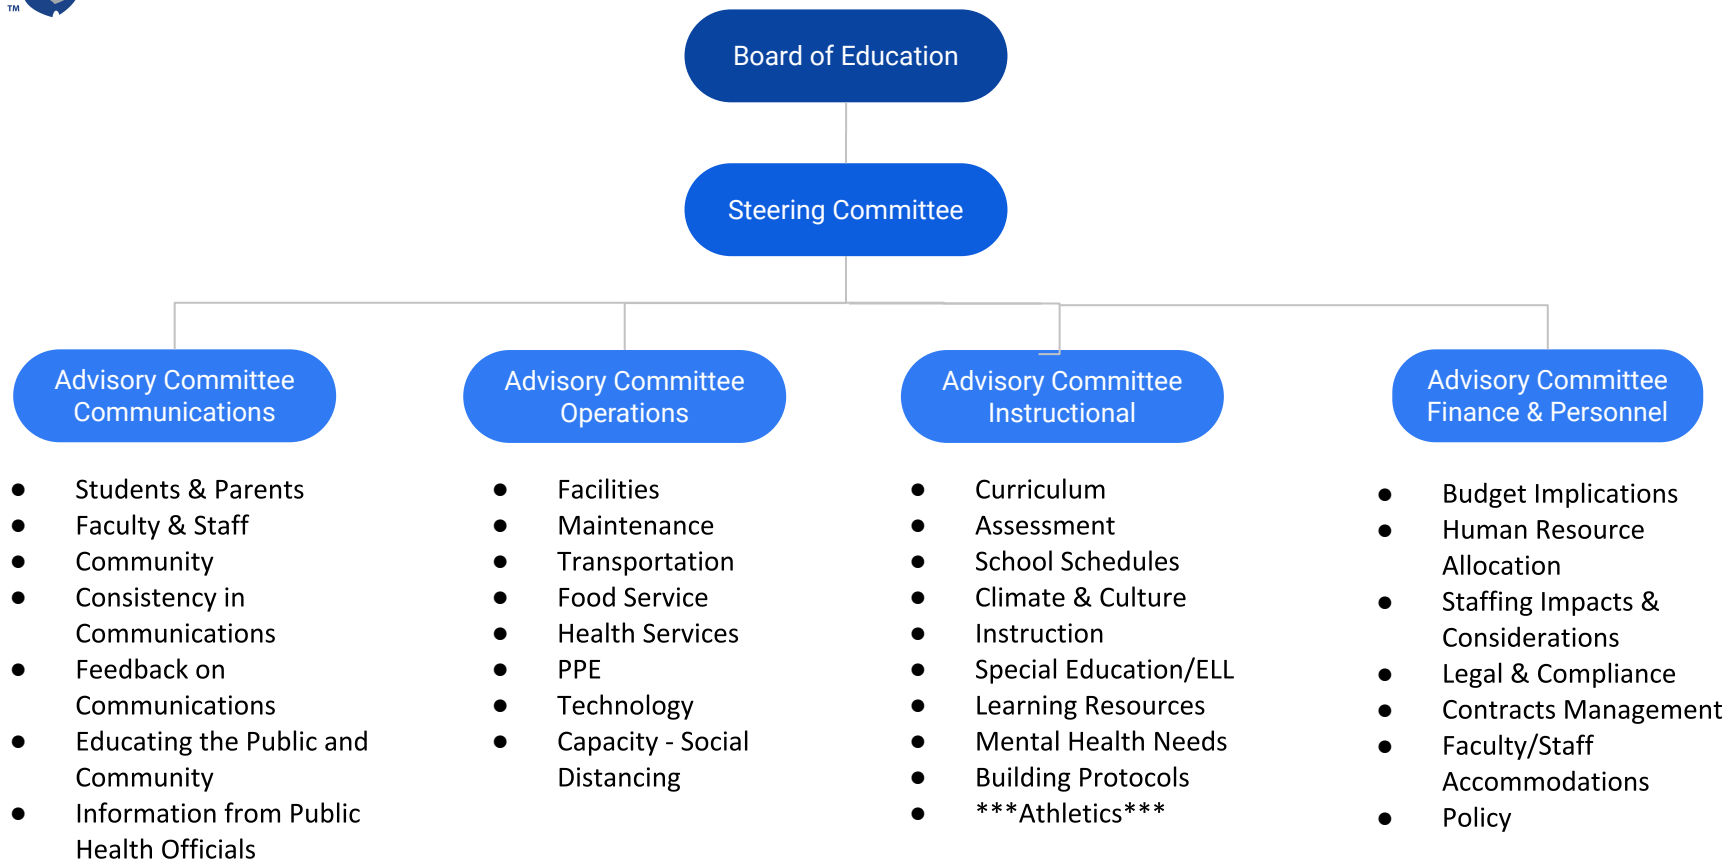 TM
Board of Education
Steering Committee
Advisory Committee
Communications
● Students & Parents
● Faculty & Staff
● Community
● Consistency in
Communications
● Feedback on
Communications
● Educating the Public and
Community
● Information from Public
Health Officials
Advisory Committee
Operations
● Facilities
● Maintenance
● Transportation
● Food Service
● Health Services
● PPE
● Technology
● Capacity - Social
Distancing
Advisory Committee
Instructional
● Curriculum
● Assessment
● School Schedules
● Climate & Culture
● Instruction
● Special Education/ELL
● Learning Resources
● Mental Health Needs
● Building Protocols
● ***Athletics***
Advisory Committee
Finance & Personnel
● Budget Implications
● Human Resource
Allocation
● Staffing Impacts &
Considerations
● Legal & Compliance
● Contracts Management
● Faculty/Staff
Accommodations
● Policy